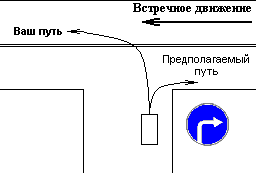 Встречное движение
Ваш путь
Предполагаемый
путь